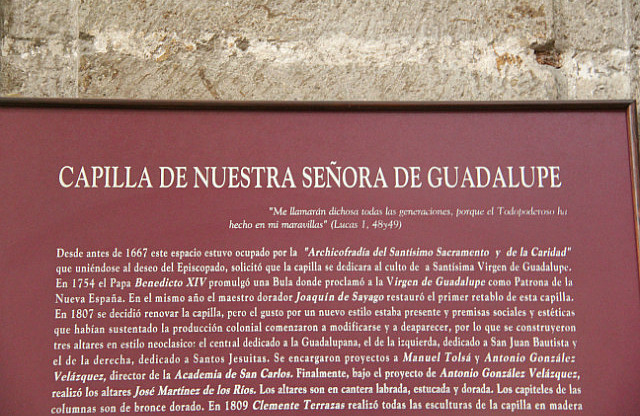 CAPILLA DE NUESTRA SEÑORA DE GUADALUPE
"Me llamarán dichosa todas las generaciones, porque el Todopoderoso ha
hecho en mi maravillas" (Lucas 1, 48y49)
Desde antes de 1667 este espacio estuvo ocupado por la "Archicofradía del Santísimo Sacramento y de la Caridad"
que uniéndose al deseo del Episcopado, solicitó que la capilla se dedicara al culto de a Santísima Virgen de Guadalupe.
En 1754 el Papa Benedicto XIV promulgó una Bula donde proclamó a la Virgen de Guadalupe como Patrona de la
Nueva España. En el mismo año el maestro dorador Joaquín de Sayago restauró el primer retablo de esta capilla.
En 1807 se decidió renovar la capilla, pero el gusto por un nuevo estilo estaba presente y premisas sociales y estéticas
que habían sustentado la producción colonial comenzaron a modificarse y a deaparecer, por lo que se construyeron
tres altares en estilo neoclasico: el central dedicado a la Guadalupana, el de la izquierda, dedicado a San Juan Bautista y
el de la derecha, dedicado a Santos Jesuitas. Se encargaron proyectos a Manuel Tolsá y Antonio González
Velázquez, director de la Academia de San Carlos. Finalmente, bajo el proyecto de Antonio González Velázquez,
realizó los altares José Martínez de los Ríos. Los altares son en cantera labrada, estucada y dorada. Los capiteles de las
columnas son de bronce dorado. En 1809 Clemente Terrazas realizó todas las esculturas de la capilla en madera